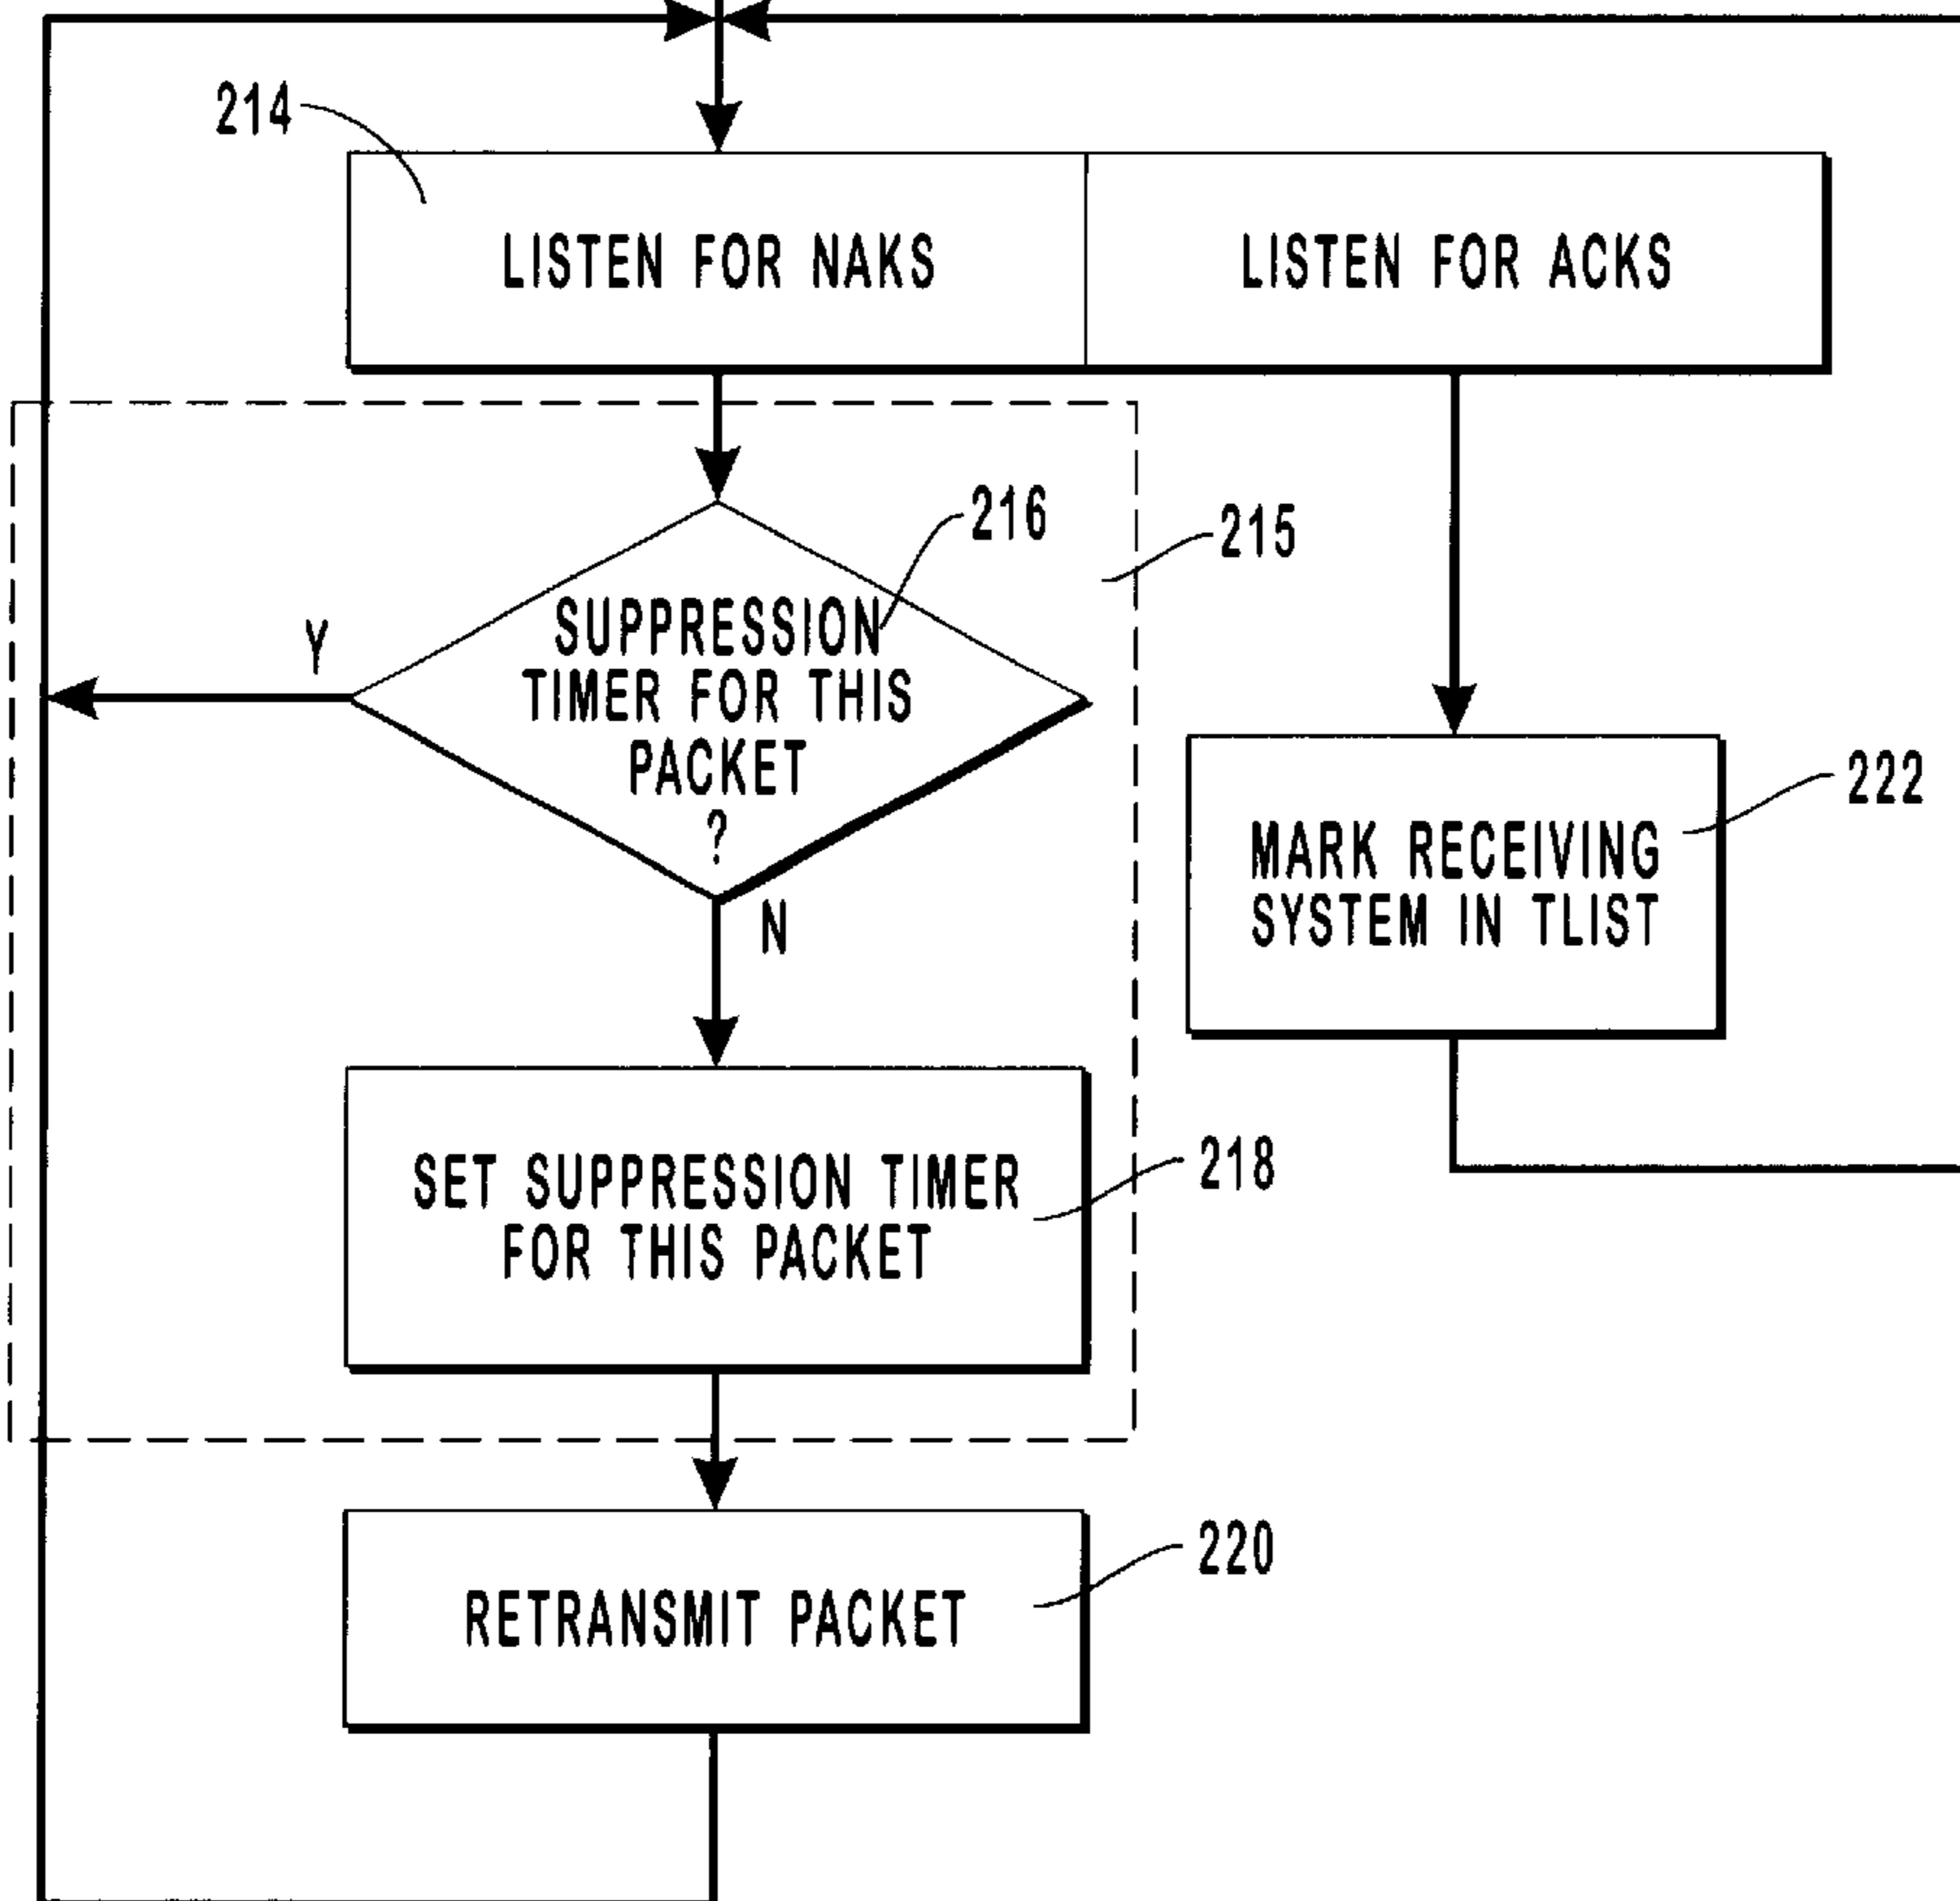 214
LISTEN FOR NAKS
LISTEN FOR ACKS
216
215
SUPPRESSION
TIMER FOR THIS
PACKET
?
Y
N
222
MARK RECEIVING
SYSTEM IN TLIST
218
SET SUPPRESSION TIMER
FOR THIS PACKET
220
RETRANSMIT PACKET